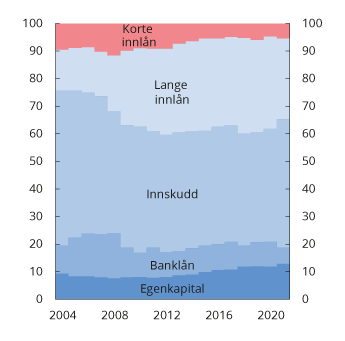 100 100
Korte
innlån
90 90
80 80
Lange
innlån
70 70
60 60
50 50
40 40
Innskudd
30 30
20 20
Banklån
10 10
Egenkapital
0 0
2004 2008 2012 2016 2020